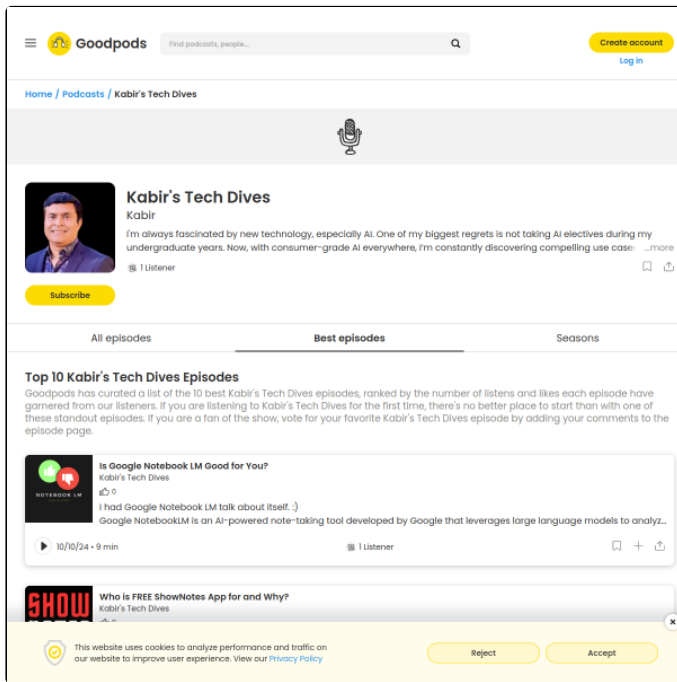 Goodpods
Find podcasts, people...
Create account
Log in
Home / Podcasts / Kabir's Tech Dives
Kabir's Tech Dives
Kabir
I'm always fascinated by new technology, especially AI. One of my biggest regrets is not taking AI electives during my
undergraduate years. Now, with consumer-grade AI everywhere, I'm constantly discovering compelling use case ...more
1 Listener
Subscribe
All episodes
Best episodes
Seasons
Top 10 Kabir's Tech Dives Episodes
Goodpods has curated a list of the 10 best Kabir's Tech Dives episodes, ranked by the number of listens and likes each episode have
garnered from our listeners. If you are listening to Kabir's Tech Dives for the first time, there's no better place to start than with one of
these standout episodes. If you are a fan of the show, vote for your favorite Kabir's Tech Dives episode by adding your comments to the
episode page.
NOTEBOOK LM
Is Google Notebook LM Good for You?
Kabir's Tech Dives
0
I had Google Notebook LM talk about itself. :)
Google NotebookLM is an AI-powered note-taking tool developed by Google that leverages large language models to analyz...
10/10/24 • 9 min
1 Listener
SHOW
Who is FREE ShowNotes App for and Why?
Kabir's Tech Dives
This website uses cookies to analyze performance and traffic on
our website to improve user experience. View our Privacy Policy
Reject
Accept